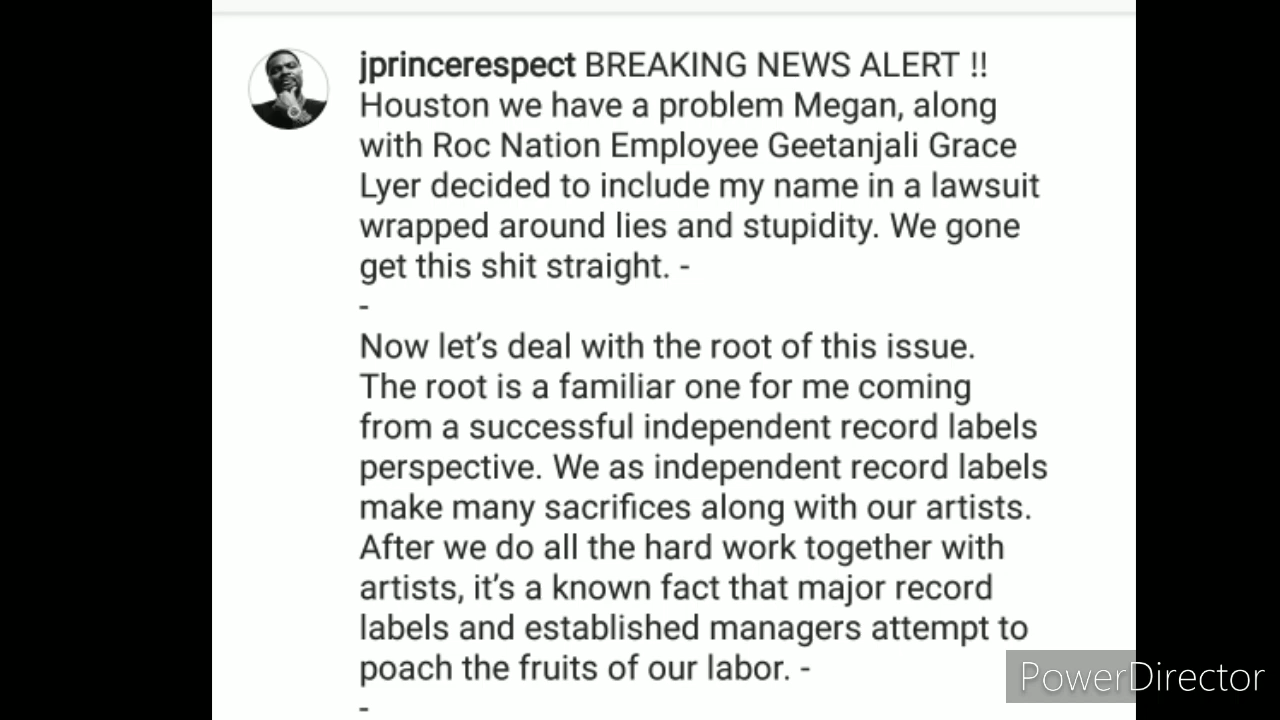 jprincerespect BREAKING NEWS ALERT !!
Houston we have a problem Megan, along
with Roc Nation Employee Geetanjali Grace
Lyer decided to include my name in a lawsuit
wrapped around lies and stupidity. We gone
get this shit straight. -
-
Now let’s deal with the root of this issue.
The root is a familiar one for me coming
from a successful independent record labels
perspective. We as independent record labels
make many sacrifices along with our artists.
After we do all the hard work together with
artists, it’s a known fact that major record
labels and established managers attempt to
poach the fruits of our labor. -
-
PowerDirector